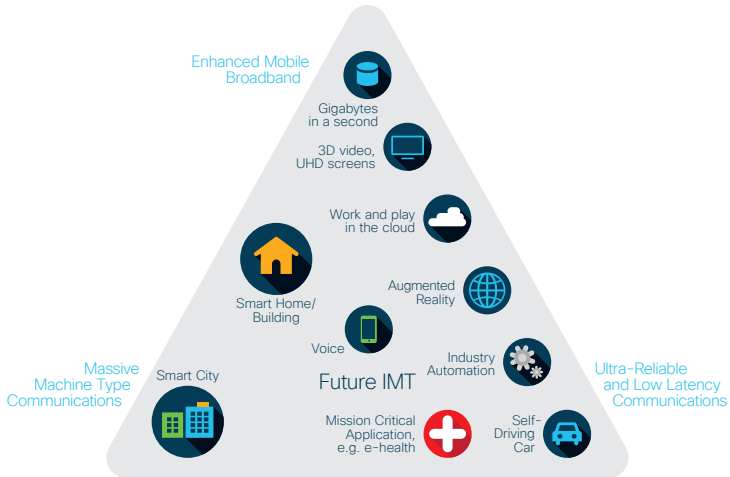 Enhanced Mobile
Broadband
Gigabytes
in a second
3D video,
UHD screens
Work and play
in the cloud
Augmented
Reality
Smart Home/
Building
Voice
Industry
Automation
Massive
Machine Type
Communications
Smart City
Future IMT
Ultra-Reliable
and Low Latency
Communications
Mission Critical
Application,
e.g. e-health
Self-
Driving
Car